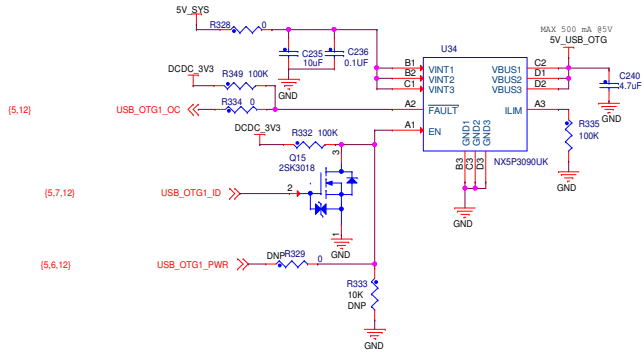 5V_SYS
R328 0
C235
10uF
C236
0.1UF
DCDC_3V3
R349 100K
{5,12} USB_OTG1_OC R334 0
DCDC_3V3
R332 100K
Q15
2SK3018
3
2
1
{5,7,12} USB_OTG1_ID
GND
GND
{5,6,12} USB_OTG1_PWR DNP R329 0
R333
10K
DNP
GND
U34
B1 VINT1
B2 VINT2
C1 VINT3
A2 FAULT
A1 EN
VBUS1 C2
VBUS2 D1
VBUS3 D2
ILIM A3
GND1
GND2
GND3
B3
C3
D3
NX5P3090UK
GND
MAX 500 mA @5V
5V_USB_OTG
C240
4.7uF
GND
R335
100K
GND